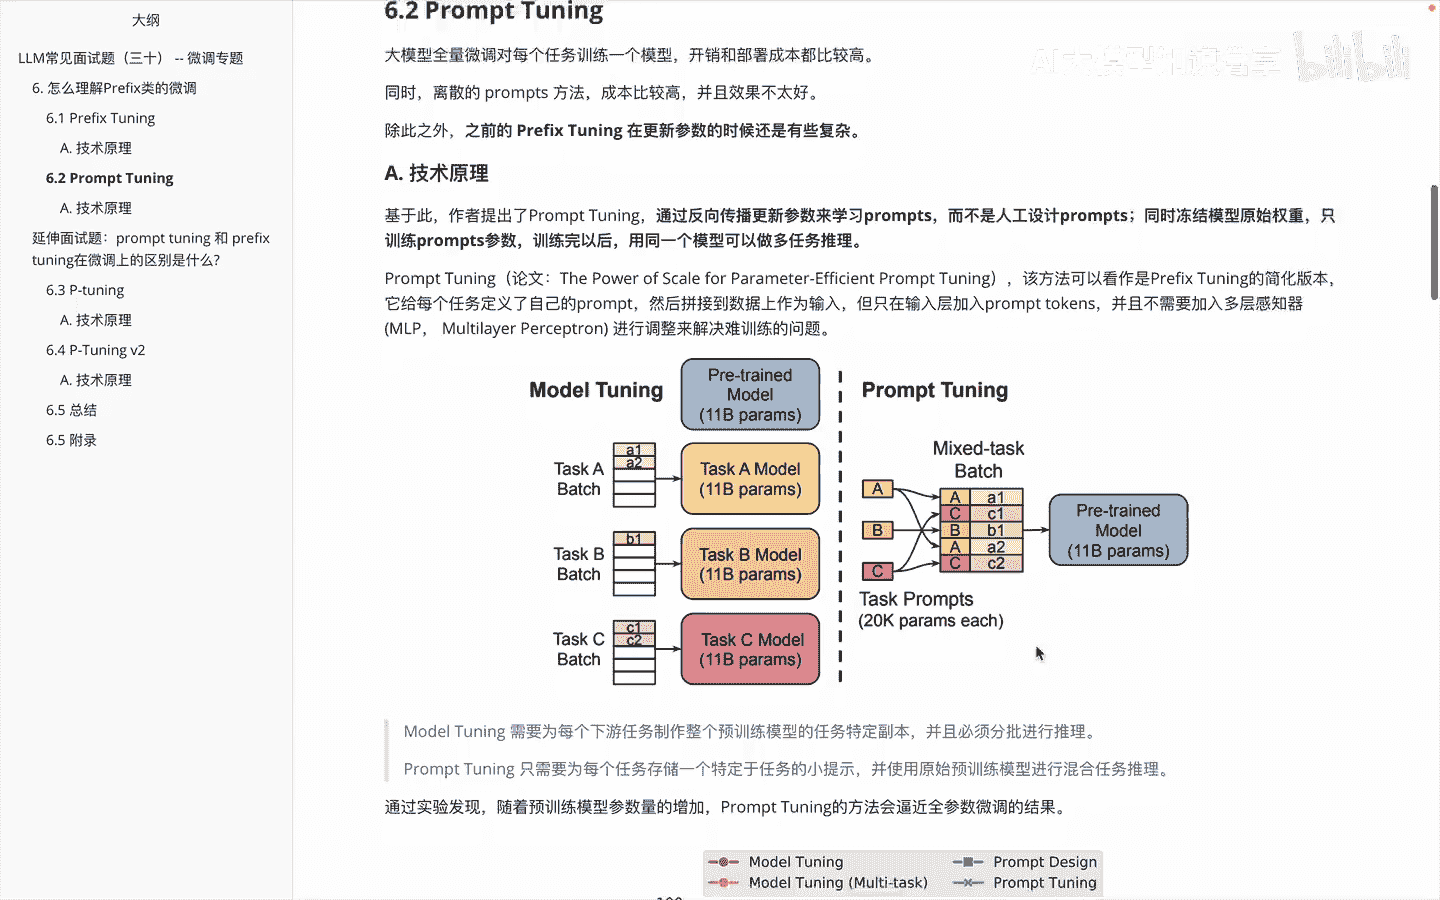 大纲
LLM常见面试题（三十） -- 微调专题
6. 怎么理解Prefix类的微调
6.1 Prefix Tuning
A. 技术原理
6.2 Prompt Tuning
A. 技术原理
延伸面试题：prompt tuning 和 prefix
tuning在微调上的区别是什么?
6.3 P-tuning
A. 技术原理
6.4 P-Tuning v2
A. 技术原理
6.5 总结
6.5 附录
6.2 Prompt Tuning
大模型全量微调对每个任务训练一个模型，开销和部署成本都比较高。
同时，离散的 prompts 方法，成本比较高，并且效果不太好。
除此之外，之前的 Prefix Tuning 在更新参数的时候还是有些复杂。
A. 技术原理
基于此，作者提出了Prompt Tuning，通过反向传播更新参数来学习prompts，而不是人工设计prompts；同时冻结模型原始权重，只
训练prompts参数，训练完以后，用同一个模型可以做多任务推理。
Prompt Tuning（论文：The Power of Scale for Parameter-Efficient Prompt Tuning），该方法可以看作是Prefix Tuning的简化版本，
它给每个任务定义了自己的prompt，然后拼接到数据上作为输入，但只在输入层加入prompt tokens，并且不需要加入多层感知器
(MLP， Multilayer Perceptron) 进行调整来解决难训练的问题。
Model Tuning
Pre-trained
Model
(11B params)
Task A
Batch
a1
a2
Task A Model
(11B params)
Task B
Batch
b1
Task B Model
(11B params)
Task C
Batch
c1
c2
Task C Model
(11B params)
Prompt Tuning
Mixed-task
Batch
A
B
C
A a1
C c1
B b1
A a2
C c2
Pre-trained
Model
(11B params)
Task Prompts
(20K params each)
Model Tuning 需要为每个下游任务制作整个预训练模型的任务特定副本，并且必须分批进行推理。
Prompt Tuning 只需要为每个任务存储一个特定于任务的小提示，并使用原始预训练模型进行混合任务推理。
通过实验发现，随着预训练模型参数量的增加，Prompt Tuning的方法会逼近全参数微调的结果。
Model Tuning
Prompt Design
Model Tuning (Multi-task)
Prompt Tuning